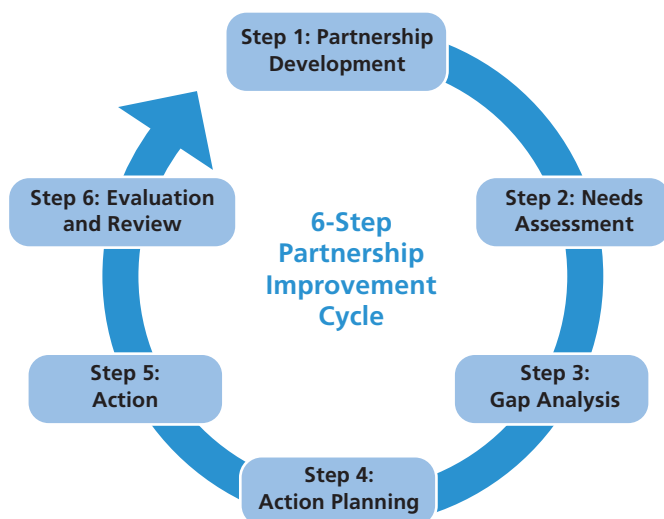 Step 1: Partnership
Development
Step 2: Needs
Assessment
Step 3:
Gap Analysis
Step 4:
Action Planning
Step 5:
Action
Step 6: Evaluation
and Review
6-Step
Partnership
Improvement
Cycle